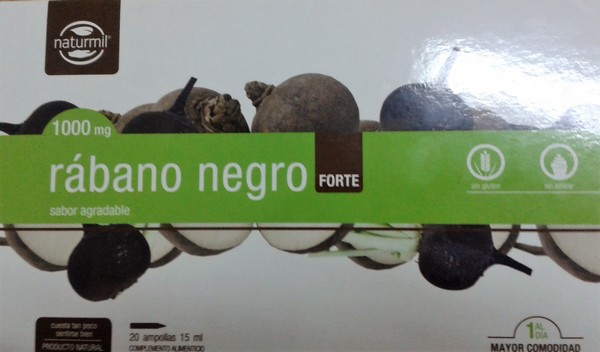 naturmil®
1000 mg
rábano negro FORTE
sabor agradable
sin gluten
sin azúcar
cuesta tan poco
sentirse bien
PRODUCTO NATURAL
20 ampollas 15 ml
COMPLEMENTO ALIMENTICIO
1 AL
DÍA
MAYOR COMODIDAD